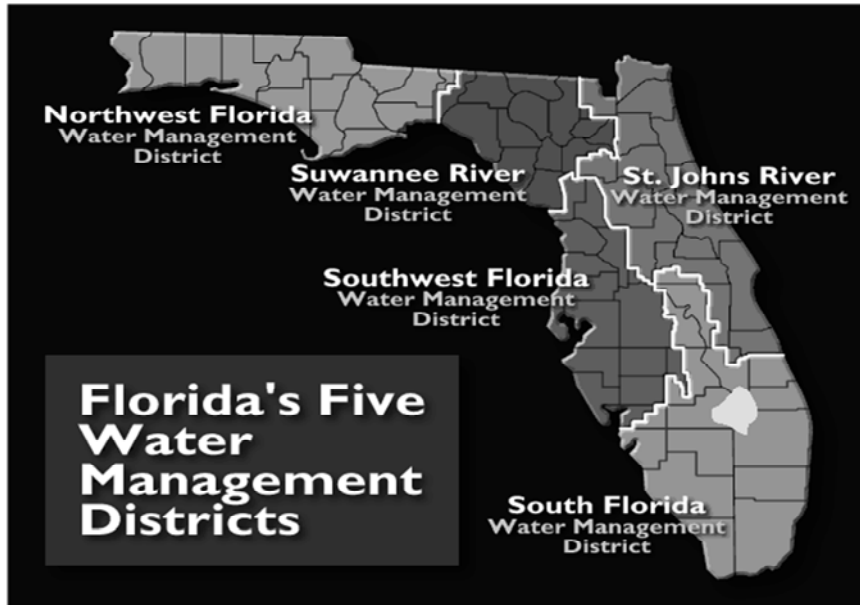 Northwest Florida
Water Management
District
Suwannee River
Water Management
District
St. Johns River
Water Management
District
Southwest Florida
Water Management
District
Florida's Five
Water
Management
Districts
South Florida
Water Management
District